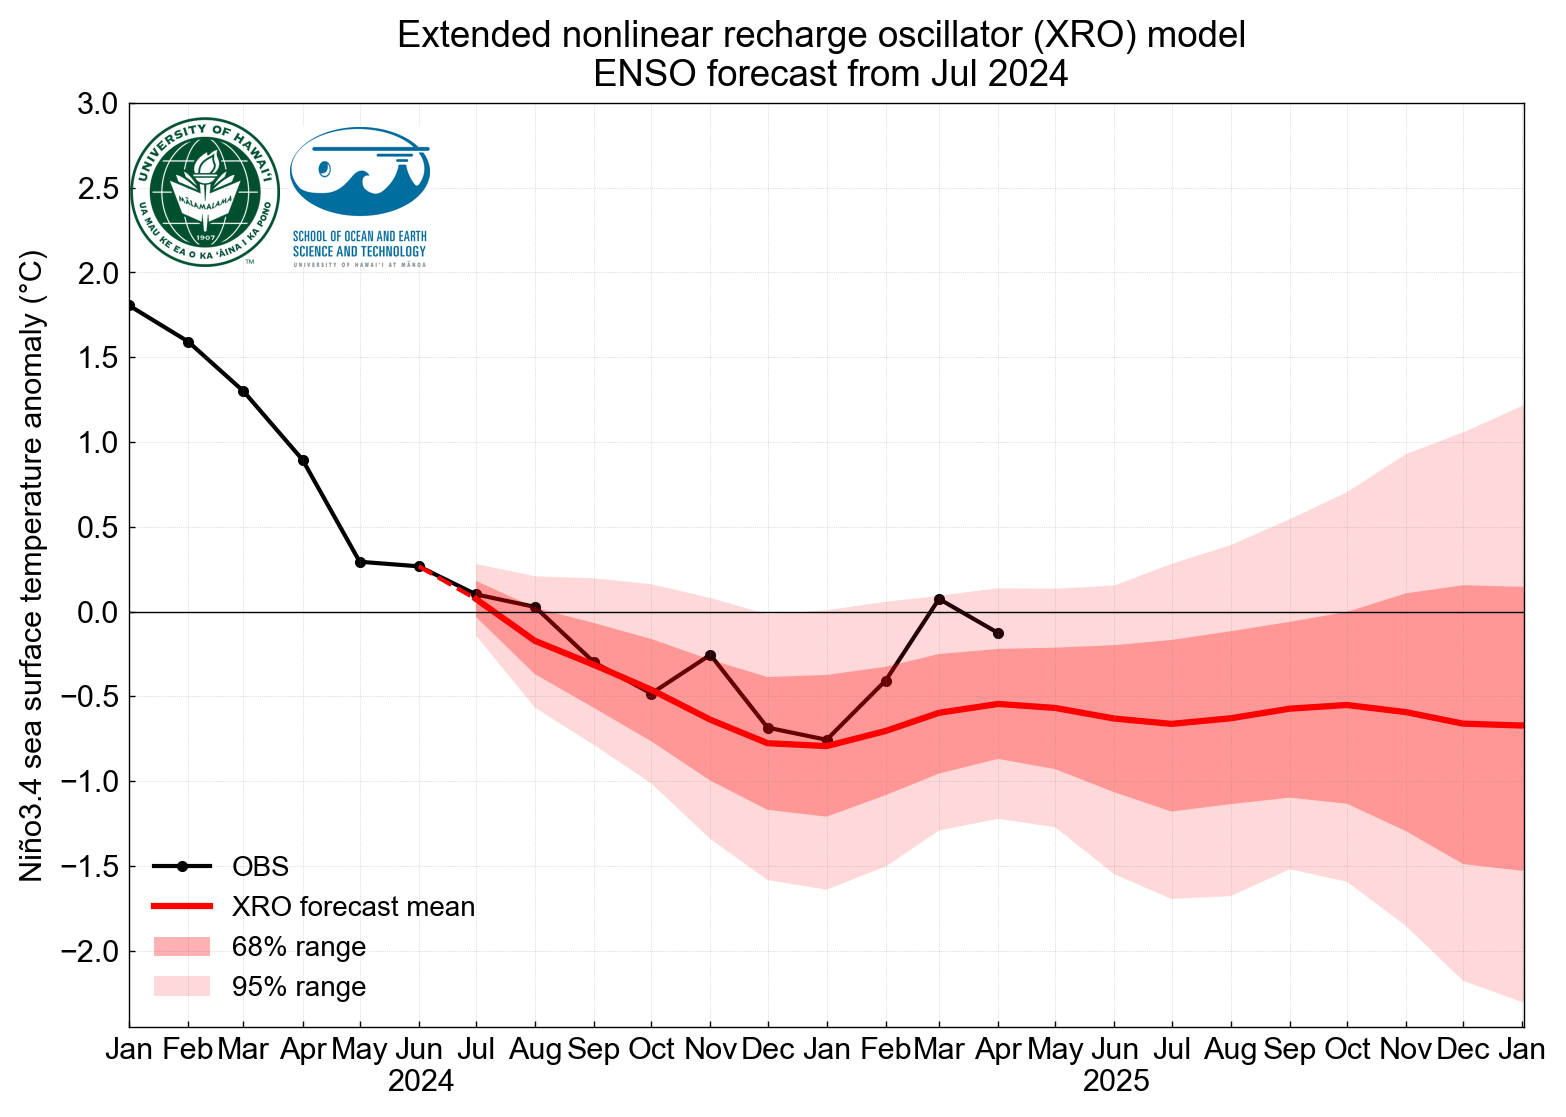 Extended nonlinear recharge oscillator (XRO) model
ENSO forecast from Jul 2024
UNIVERSITY OF HAWAIʻI
MĀLAMALAMA
1907
UA MAU KE EA O KA ʻĀINA I KA PONO
TM
SCHOOL OF OCEAN AND EARTH
SCIENCE AND TECHNOLOGY
UNIVERSITY OF HAWAIʻI AT MĀNOA
Niño3.4 sea surface temperature anomaly (°C)
3.0
2.5
2.0
1.5
1.0
0.5
0.0
−0.5
−1.0
−1.5
−2.0
OBS
XRO forecast mean
68% range
95% range
Jan Feb Mar Apr May Jun Jul Aug Sep Oct Nov Dec Jan Feb Mar Apr May Jun Jul Aug Sep Oct Nov Dec Jan
2024 2025